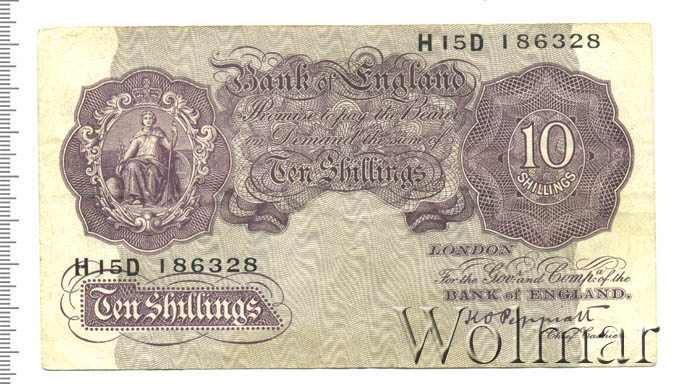 H15D 186328
Bank of England
Promise to pay the Bearer
on Demand the sum of
Ten Shillings
10
SHILLINGS
LONDON
H15D 186328
For the Govr. and Compa. of the
BANK OF ENGLAND.
Ten Shillings
K O Peppiatt
Chief Cashier
Wolmar